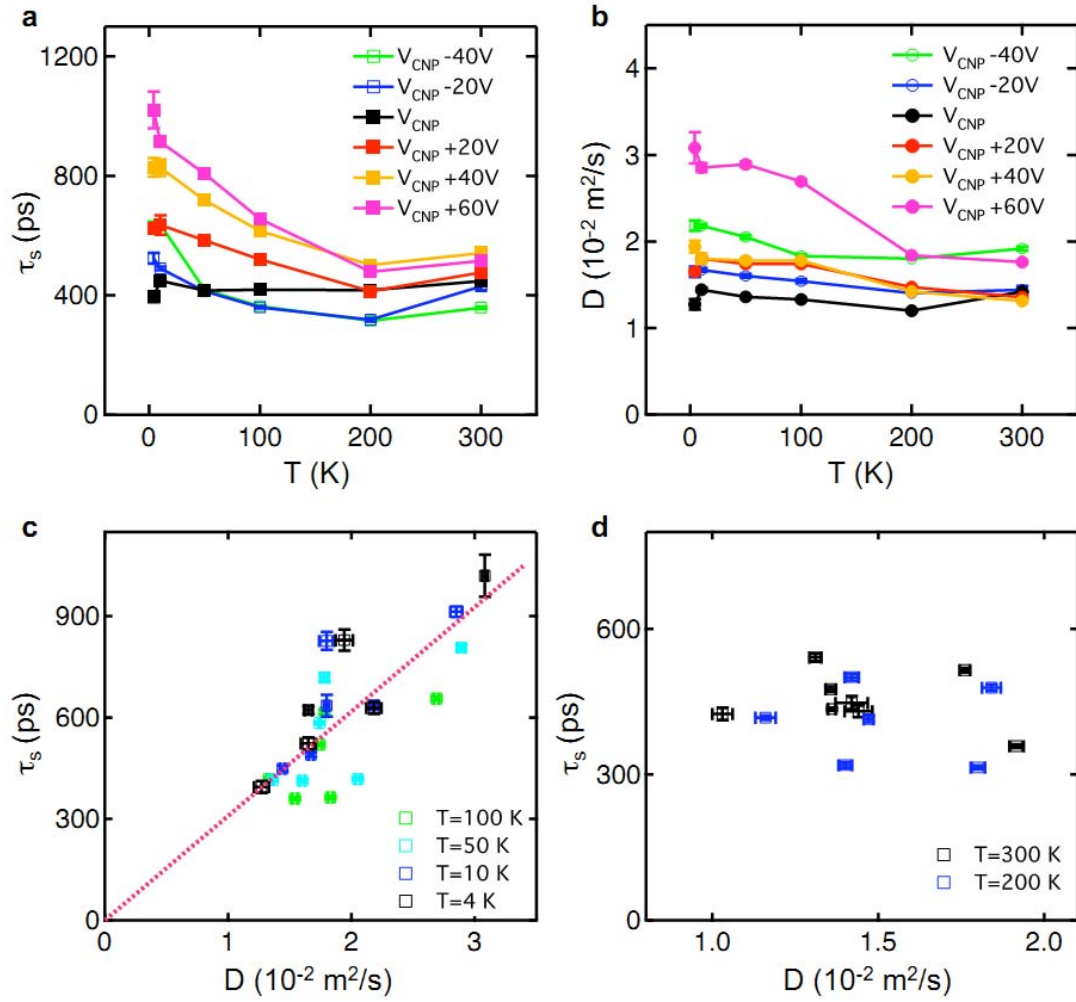 a
1200
800
400
0
τs (ps)
0 100 200 300
T (K)
VCNP -40V
VCNP -20V
VCNP
VCNP +20V
VCNP +40V
VCNP +60V
b
4
3
2
1
0
D (10⁻² m²/s)
0 100 200 300
T (K)
VCNP -40V
VCNP -20V
VCNP
VCNP +20V
VCNP +40V
VCNP +60V
c
900
600
300
0
τs (ps)
0 1 2 3
D (10⁻² m²/s)
T=100 K
T=50 K
T=10 K
T=4 K
d
600
300
0
τs (ps)
1.0 1.5 2.0
D (10⁻² m²/s)
T=300 K
T=200 K